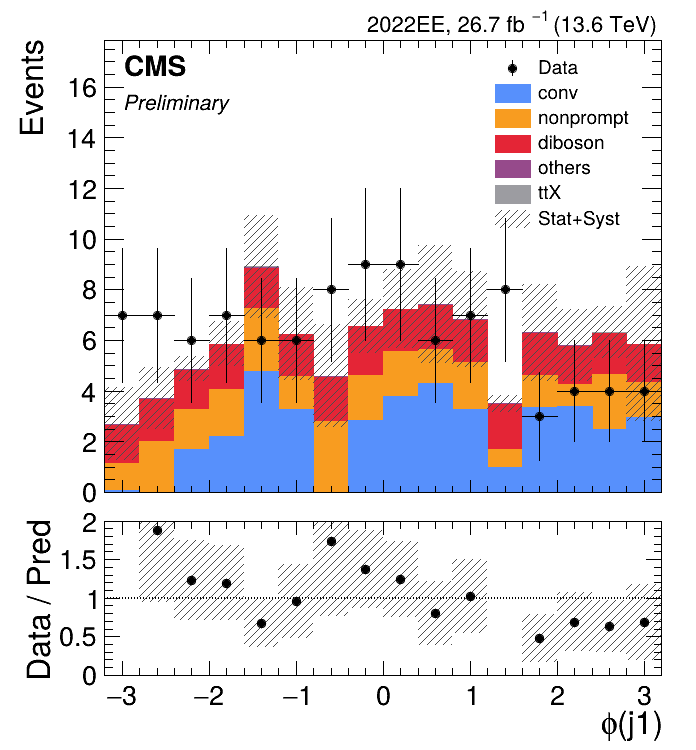 2022EE, 26.7 fb⁻¹ (13.6 TeV)
CMS
Preliminary
Data
conv
nonprompt
diboson
others
ttX
Stat+Syst
Events
16
14
12
10
8
6
4
2
0
Data / Pred
2
1.5
1
0.5
0
−3 −2 −1 0 1 2 3
ϕ(j1)